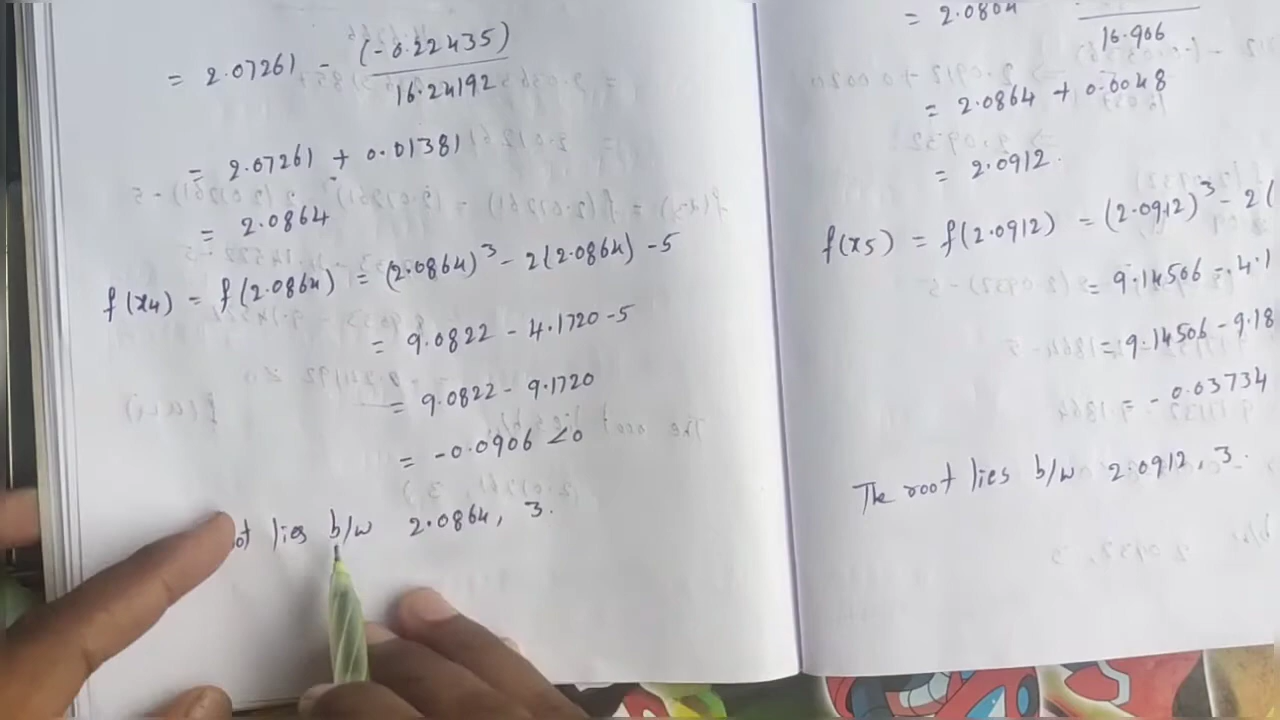 = 2.07261 - (-0.22435)
16.24192
= 2.07261 + 0.01381
= 2.0864
f(x4) = f(2.0864) = (2.0864)³ - 2(2.0864) - 5
= 9.0822 - 4.1720 - 5
= 9.0822 - 9.1720
= -0.0906 <0
ot lies b/w 2.0864, 3.
= 2.0804
16.906
= 2.0864 + 0.0048
= 2.0912.
f(x5) = f(2.0912) = (2.0912)³ - 2(
= 9.14506 - 4.1
= 9.14506 - 9.18
= - 0.03734
The root lies b/w 2.0912, 3.